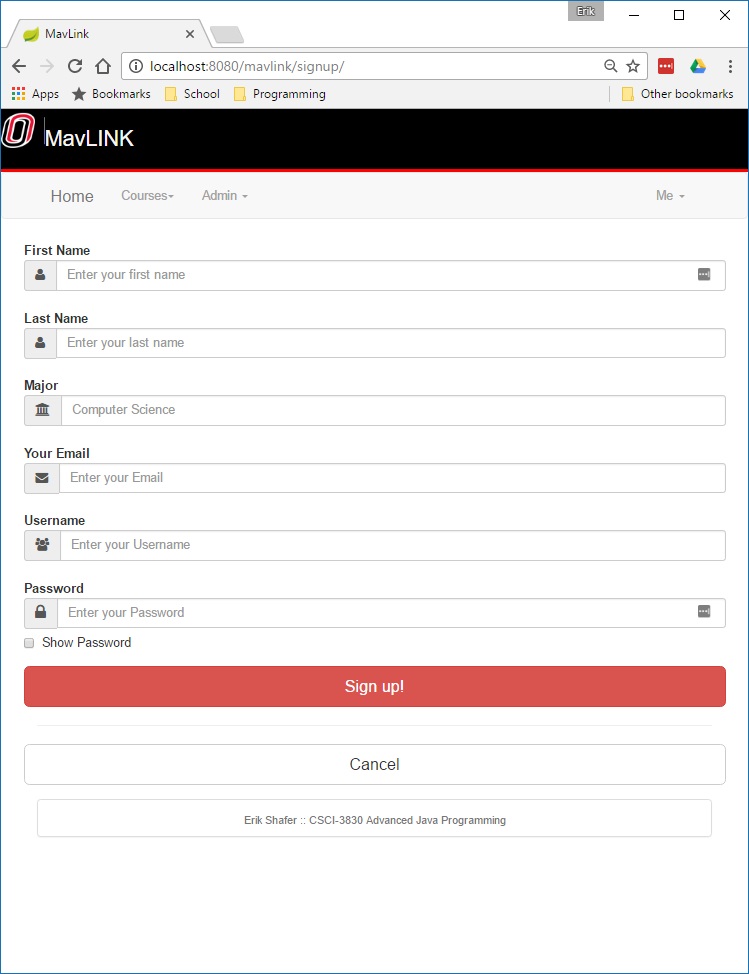 Erik
MavLink
localhost:8080/mavlink/signup/
Apps Bookmarks School Programming Other bookmarks
O MavLINK
Home Courses Admin Me
First Name
Enter your first name
Last Name
Enter your last name
Major
Computer Science
Your Email
Enter your Email
Username
Enter your Username
Password
Enter your Password
Show Password
Sign up!
Cancel
Erik Shafer :: CSCI-3830 Advanced Java Programming